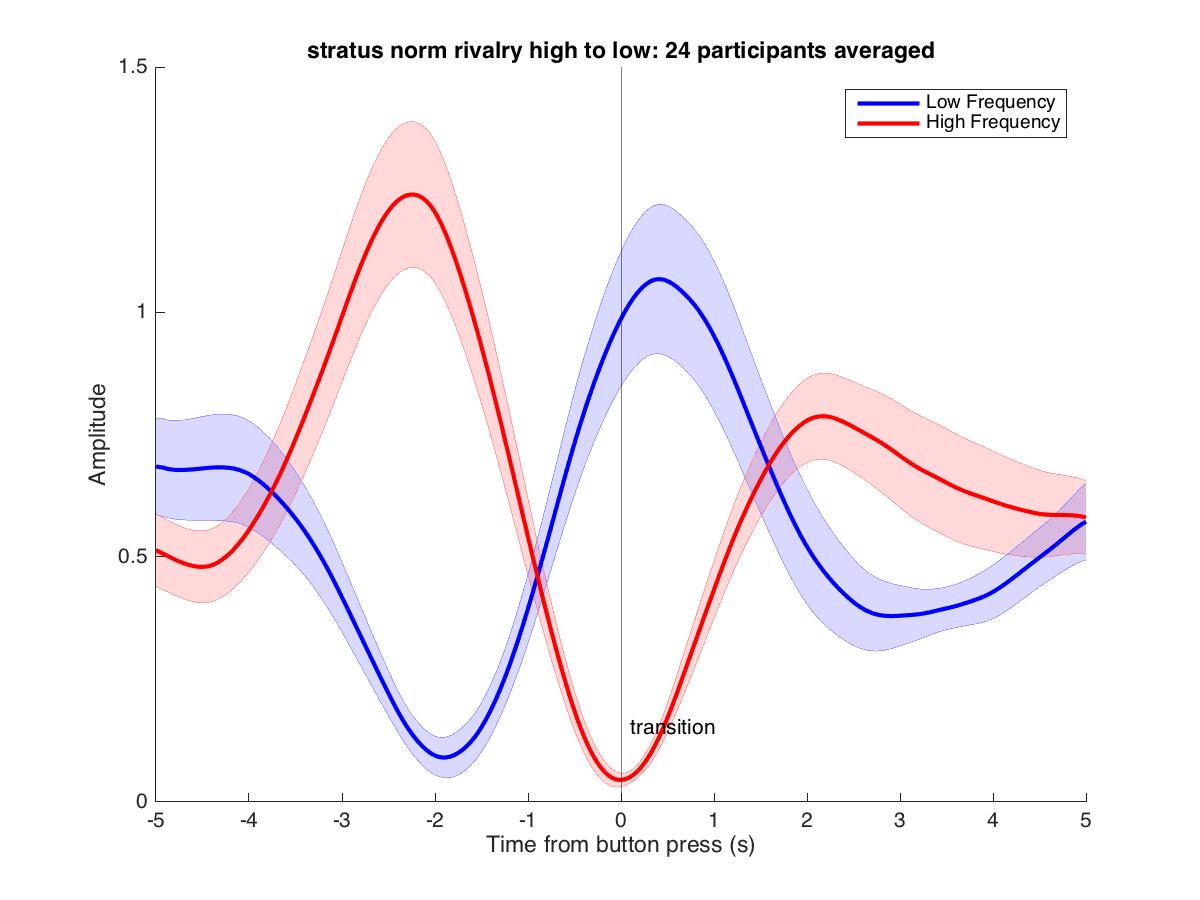 stratus norm rivalry high to low: 24 participants averaged
1.5
Low Frequency
High Frequency
1
Amplitude
0.5
transition
0
-5 -4 -3 -2 -1 0 1 2 3 4 5
Time from button press (s)